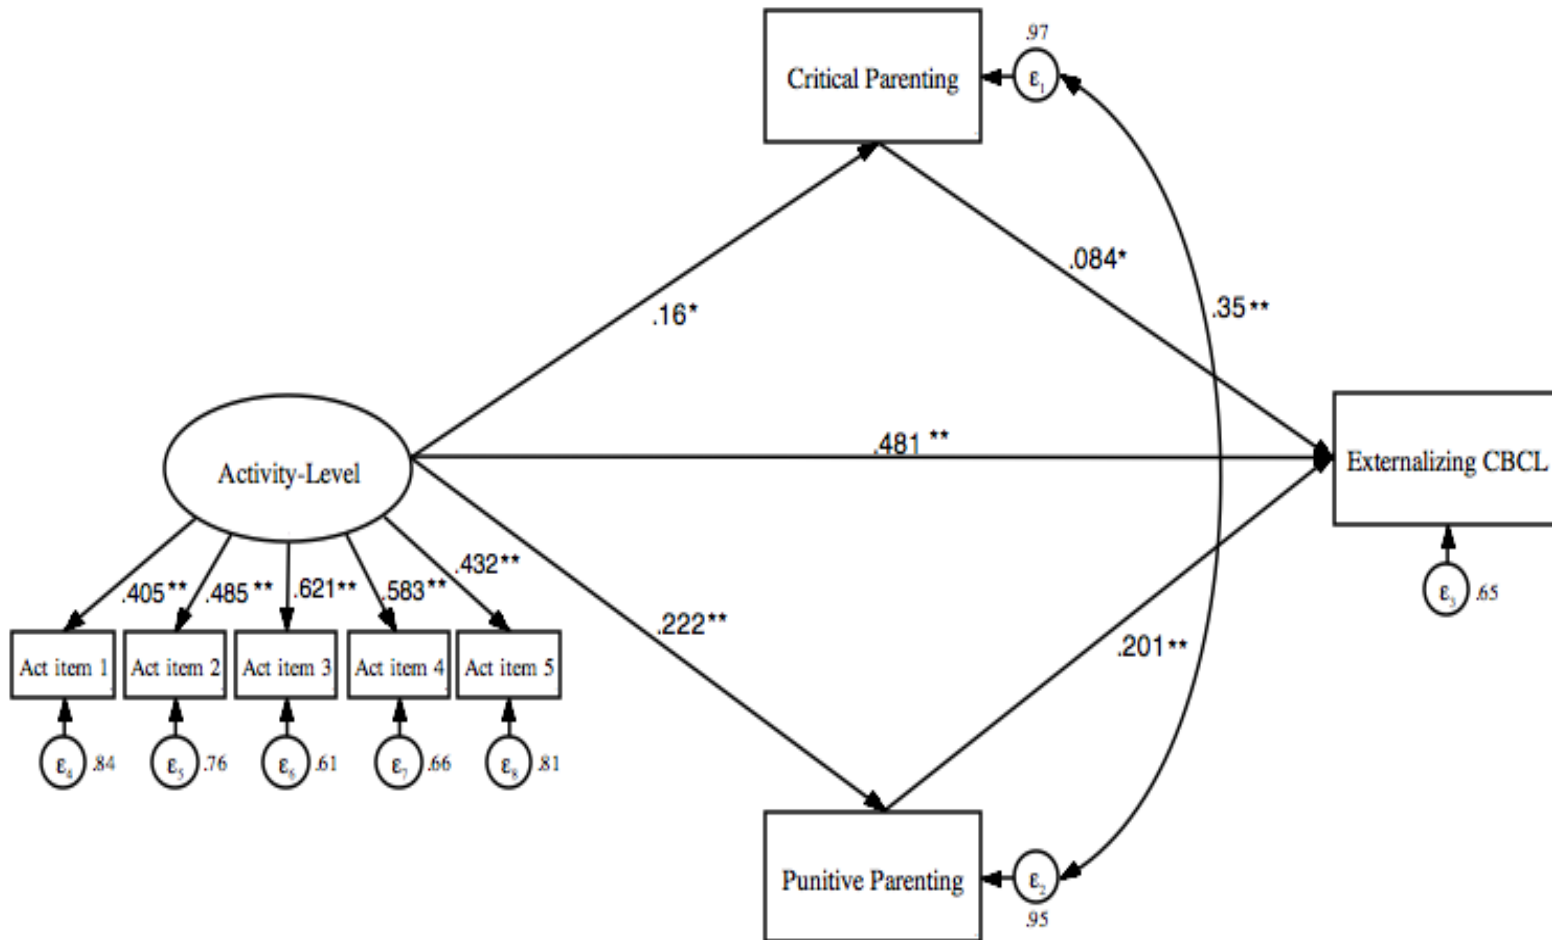 .97
Critical Parenting
ε₁
.084*
.16*
.35**
.481 **
Activity-Level
Externalizing CBCL
.405** .485** .621** .583** .432**
ε₃ .65
.222**
.201**
Act item 1 Act item 2 Act item 3 Act item 4 Act item 5
ε₄ .84 ε₅ .76 ε₆ .61 ε₇ .66 ε₈ .81
Punitive Parenting
ε₂
.95